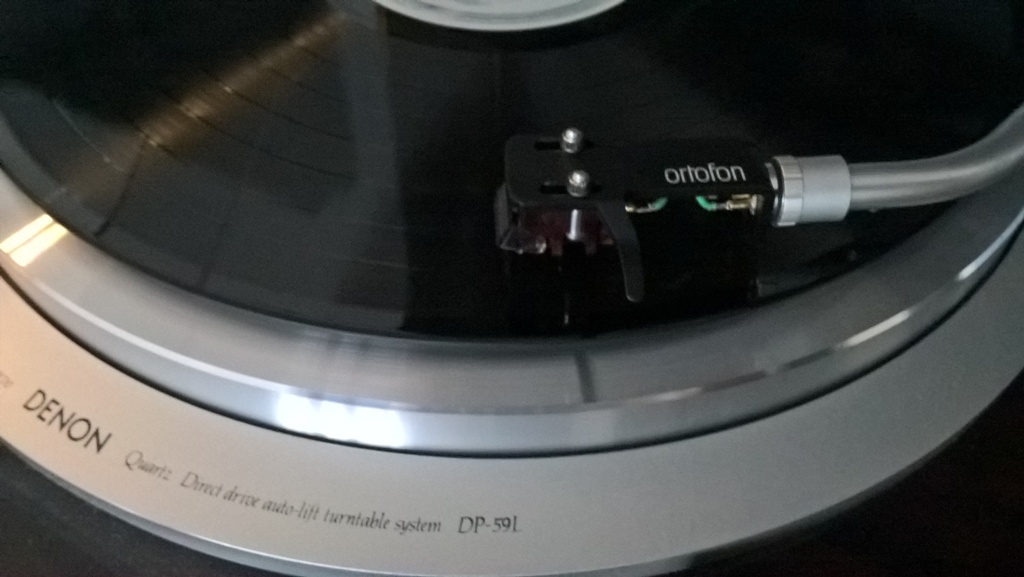 ortofon
DENON Quartz Direct drive auto-lift turntable system DP-59L